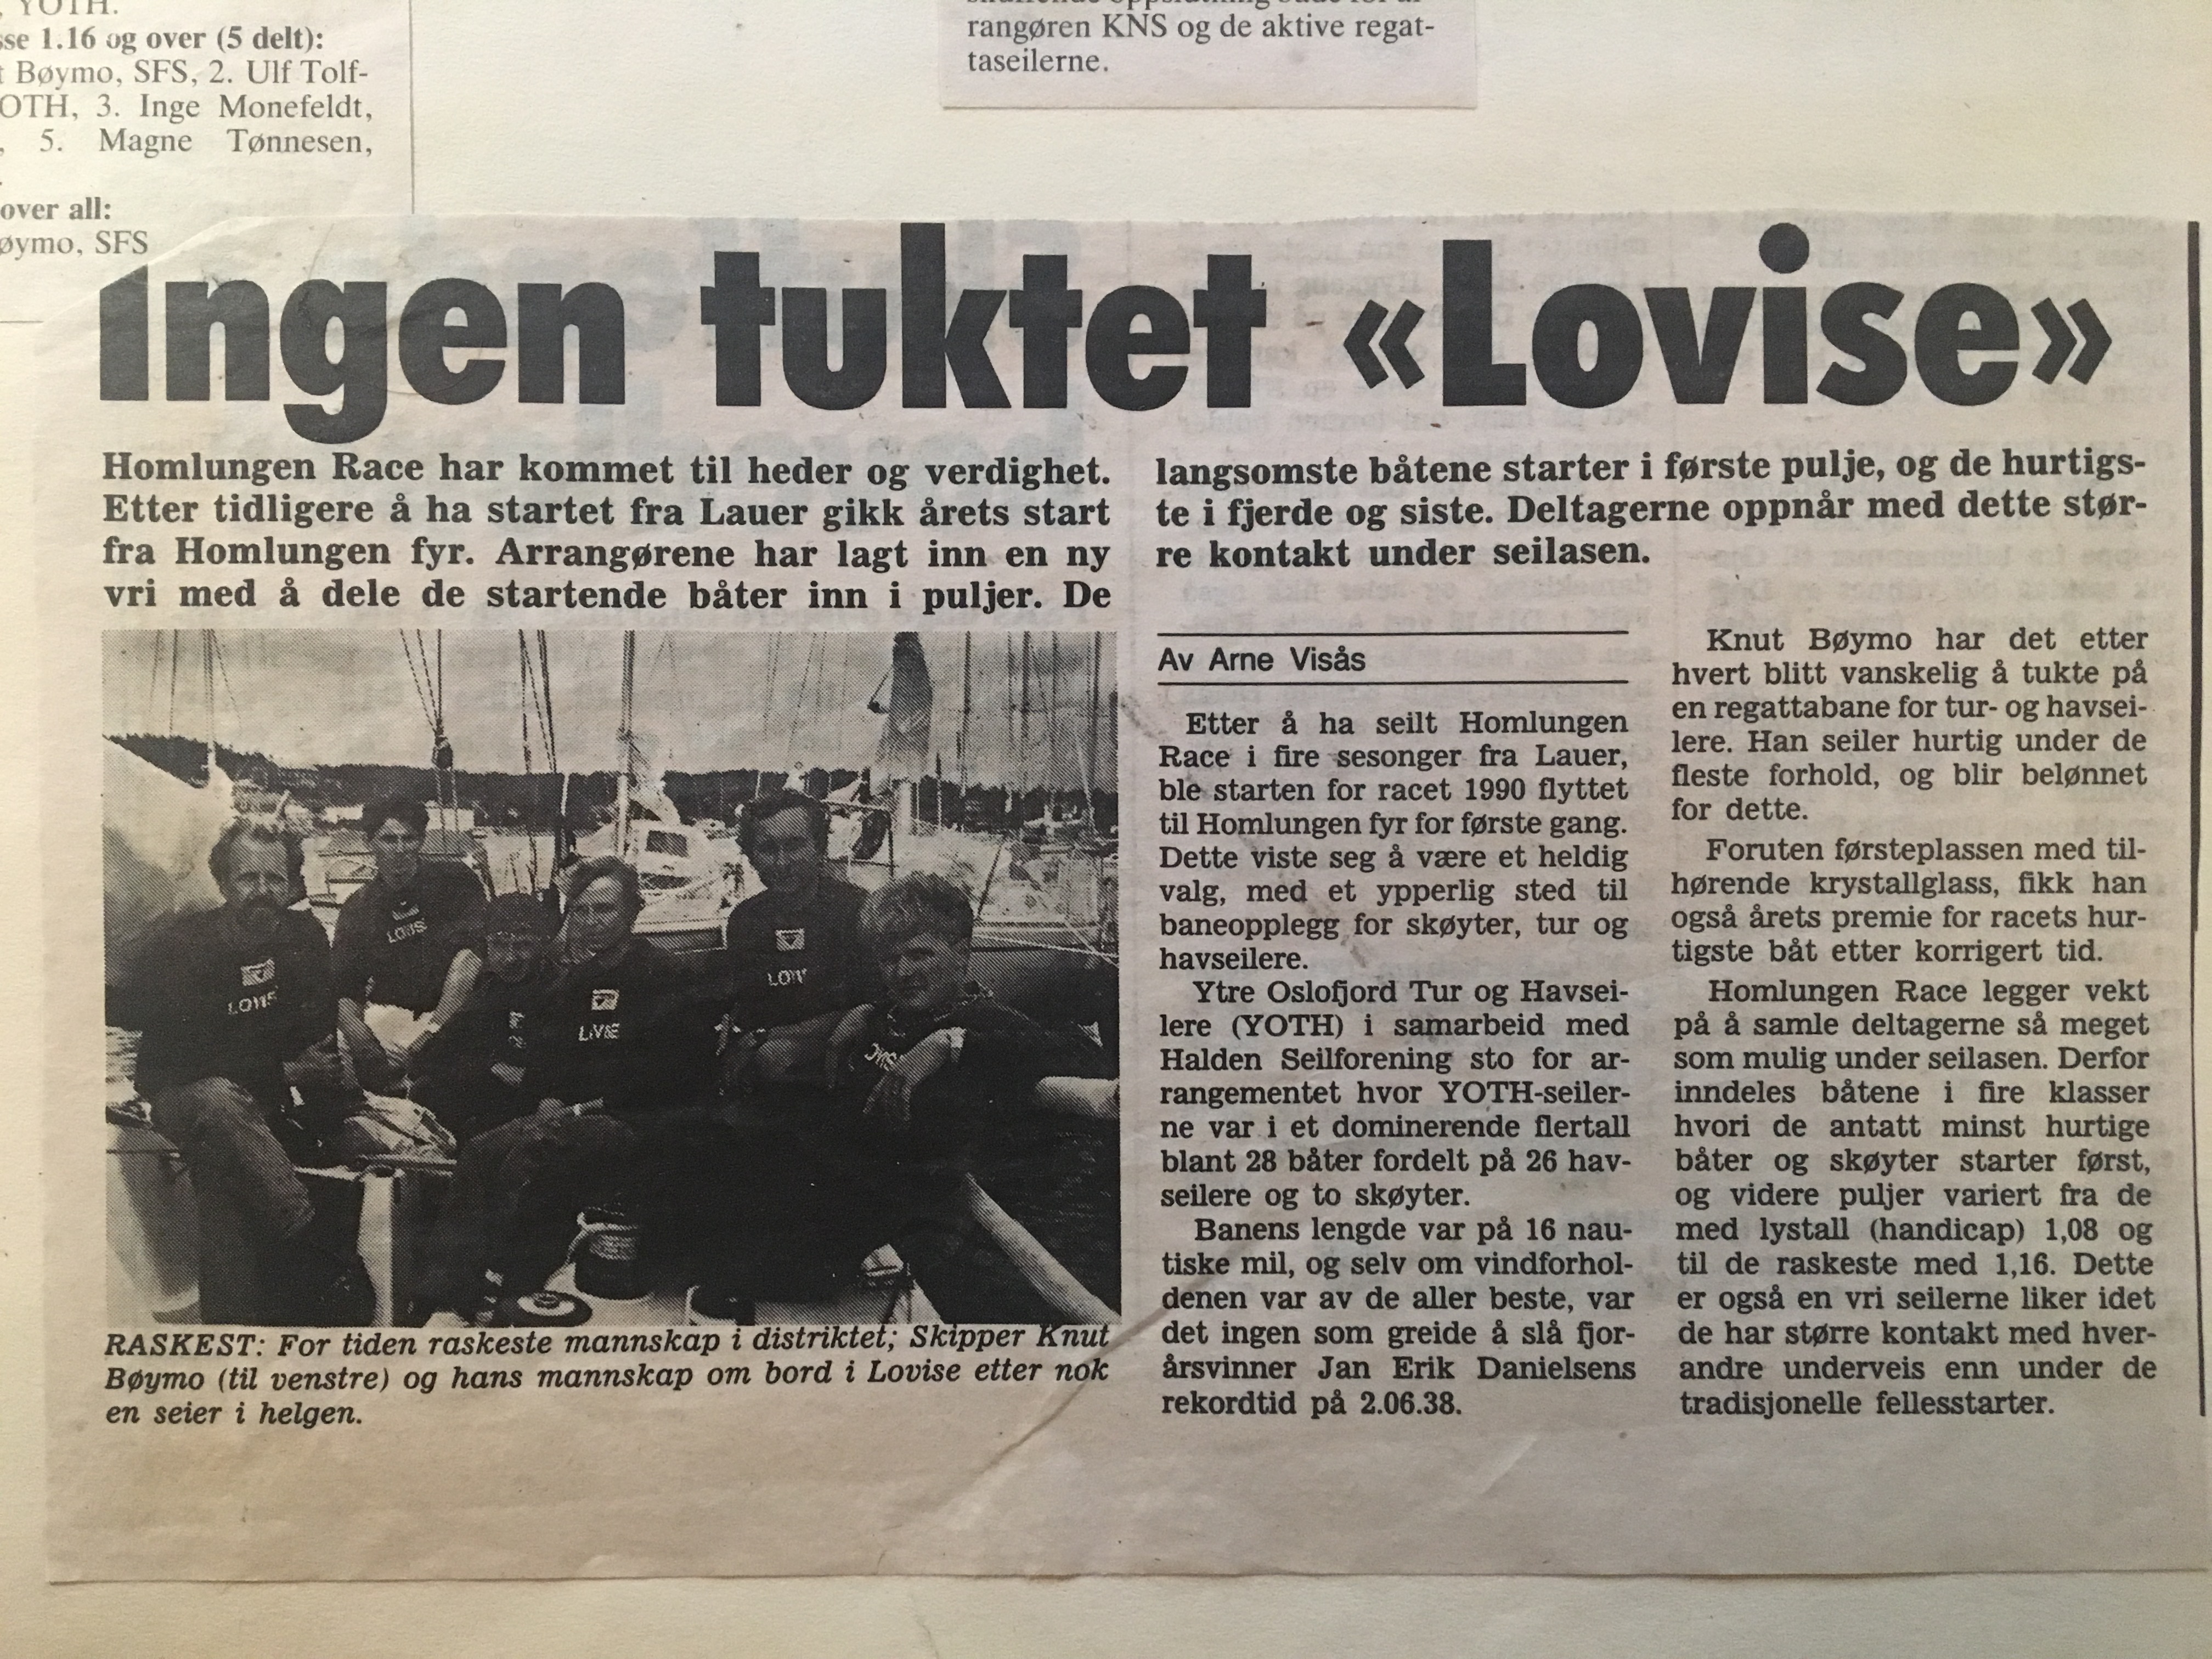 YOTH.
sse 1.16 og over (5 delt):
t Bøymo, SFS, 2. Ulf Tolf-
OTH, 3. Inge Monefeldt,
, 5. Magne Tønnesen,
over all:
øymo, SFS
rangøren KNS og de aktive regat-
taseilerne.
Ingen tuktet «Lovise»
Homlungen Race har kommet til heder og verdighet.
Etter tidligere å ha startet fra Lauer gikk årets start
fra Homlungen fyr. Arrangørene har lagt inn en ny
vri med å dele de startende båter inn i puljer. De
langsomste båtene starter i første pulje, og de hurtigs-
te i fjerde og siste. Deltagerne oppnår med dette stør-
re kontakt under seilasen.
RASKEST: For tiden raskeste mannskap i distriktet; Skipper Knut
Bøymo (til venstre) og hans mannskap om bord i Lovise etter nok
en seier i helgen.
Av Arne Visås
Etter å ha seilt Homlungen
Race i fire sesonger fra Lauer,
ble starten for racet 1990 flyttet
til Homlungen fyr for første gang.
Dette viste seg å være et heldig
valg, med et ypperlig sted til
baneopplegg for skøyter, tur og
havseilere.
Ytre Oslofjord Tur og Havsei-
lere (YOTH) i samarbeid med
Halden Seilforening sto for ar-
rangementet hvor YOTH-seiler-
ne var i et dominerende flertall
blant 28 båter fordelt på 26 hav-
seilere og to skøyter.
Banens lengde var på 16 nau-
tiske mil, og selv om vindforhol-
denen var av de aller beste, var
det ingen som greide å slå fjor-
årsvinner Jan Erik Danielsens
rekordtid på 2.06.38.
Knut Bøymo har det etter
hvert blitt vanskelig å tukte på
en regattabane for tur- og havsei-
lere. Han seiler hurtig under de
fleste forhold, og blir belønnet
for dette.
Foruten førsteplassen med til-
hørende krystallglass, fikk han
også årets premie for racets hur-
tigste båt etter korrigert tid.
Homlungen Race legger vekt
på å samle deltagerne så meget
som mulig under seilasen. Derfor
inndeles båtene i fire klasser
hvori de antatt minst hurtige
båter og skøyter starter først,
og videre puljer variert fra de
med lystall (handicap) 1,08 og
til de raskeste med 1,16. Dette
er også en vri seilerne liker idet
de har større kontakt med hver-
andre underveis enn under de
tradisjonelle fellesstarter.